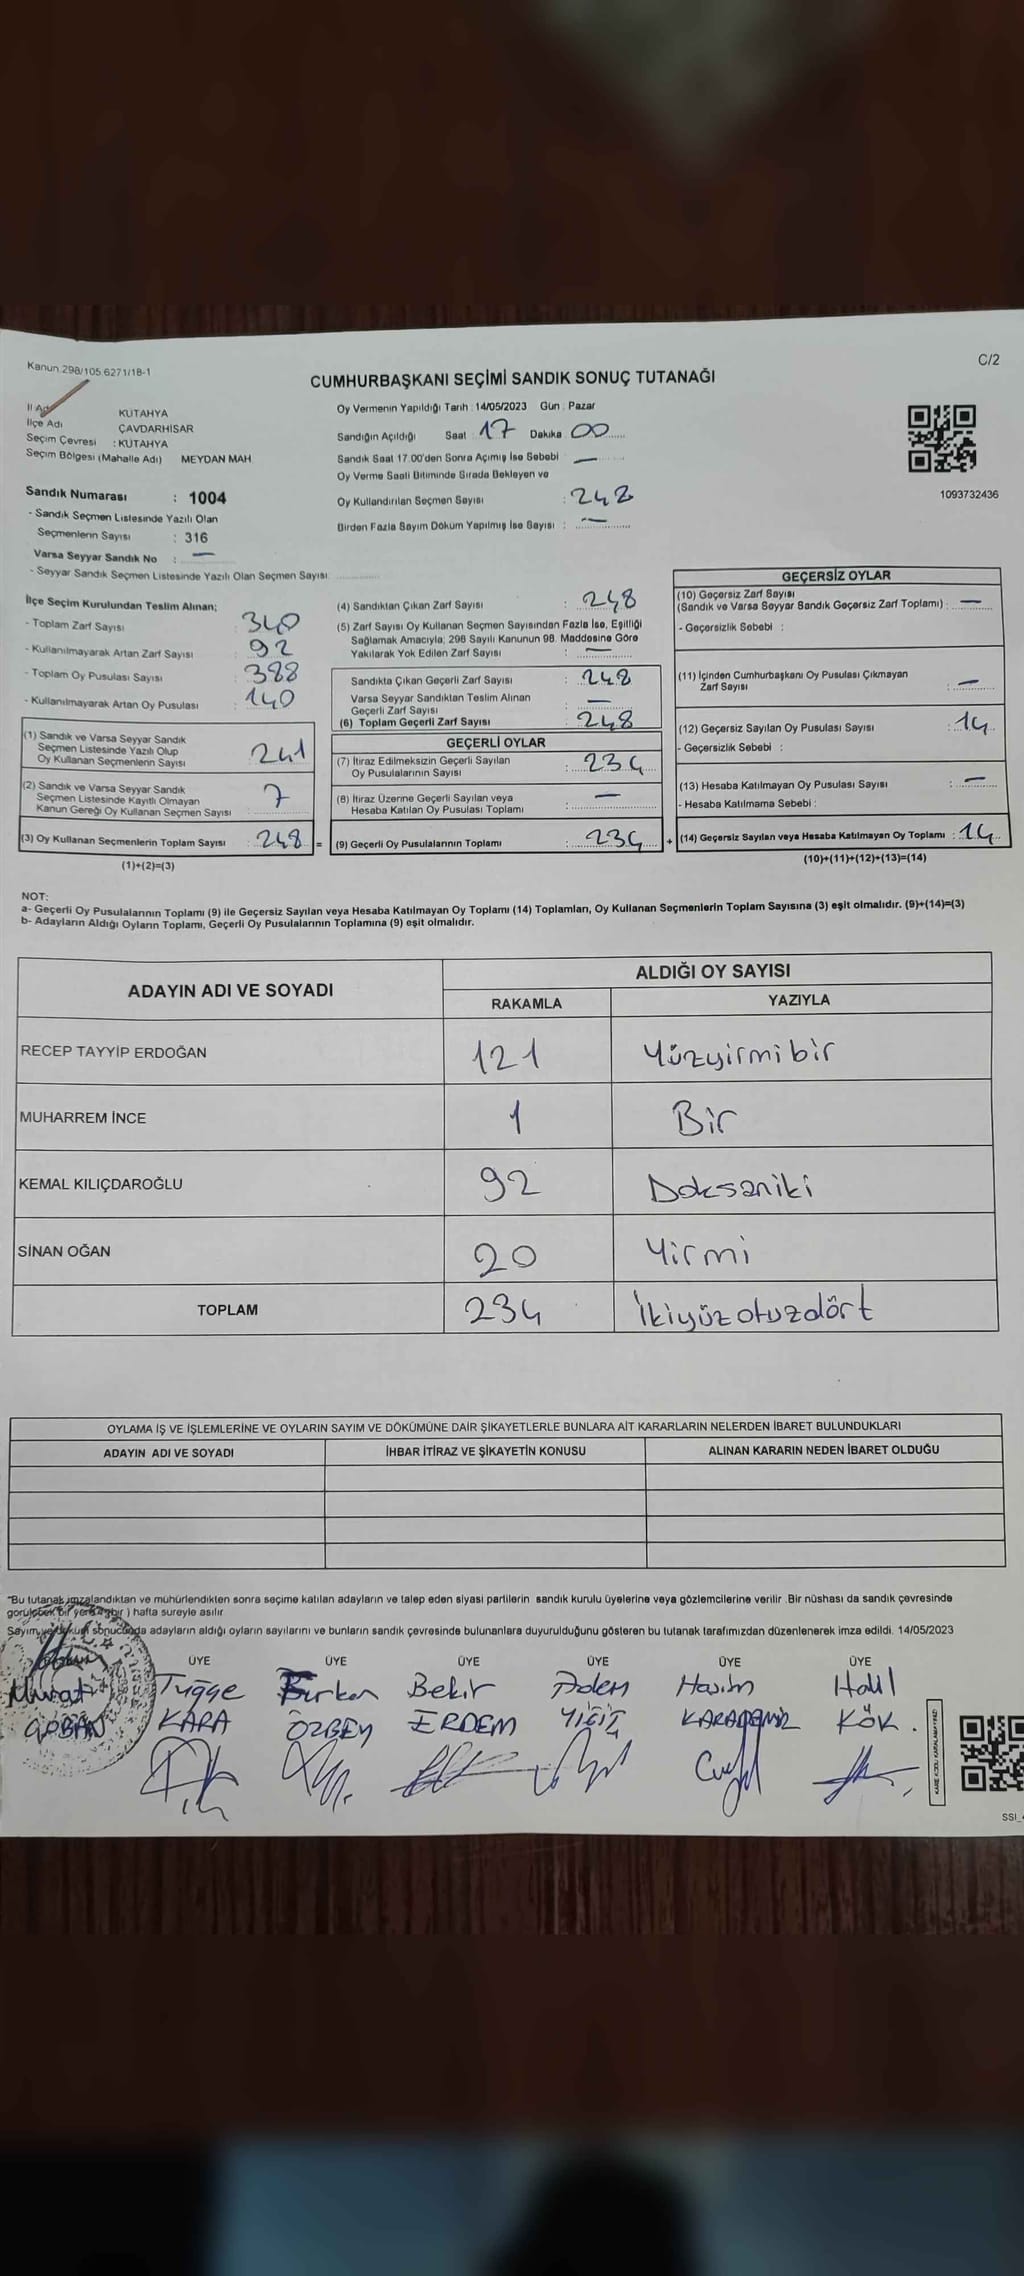 Kanun 298/105.6271/18-1
C/2
CUMHURBAŞKANI SEÇİMİ SANDIK SONUÇ TUTANAĞI
İl Adı KÜTAHYA
İlçe Adı ÇAVDARHİSAR
Seçim Çevresi : KÜTAHYA
Seçim Bölgesi (Mahalle Adı) MEYDAN MAH.
Sandık Numarası : 1004
- Sandık Seçmen Listesinde Yazılı Olan
Seçmenlerin Sayısı : 316
Varsa Seyyar Sandık No : —
- Seyyar Sandık Seçmen Listesinde Yazılı Olan Seçmen Sayısı:
Oy Vermenin Yapıldığı Tarih : 14/05/2023 Gün : Pazar
Sandığın Açıldığı Saat : 17 Dakika 00
Sandık Saat 17.00'den Sonra Açımış İse Sebebi : —
Oy Verme Saati Bitiminde Sırada Bekleyen ve
Oy Kullandırılan Seçmen Sayısı : 248
Birden Fazla Sayım Döküm Yapılmış İse Sayısı : —
1093732436
İlçe Seçim Kurulundan Teslim Alınan;
- Toplam Zarf Sayısı : 340
- Kullanılmayarak Artan Zarf Sayısı : 92
- Toplam Oy Pusulası Sayısı : 388
- Kullanılmayarak Artan Oy Pusulası : 140
(1) Sandık ve Varsa Seyyar Sandık
Seçmen Listesinde Yazılı Olup
Oy Kullanan Seçmenlerin Sayısı : 241
(2) Sandık ve Varsa Seyyar Sandık
Seçmen Listesinde Kayıtlı Olmayan
Kanun Gereği Oy Kullanan Seçmen Sayısı : 7
(3) Oy Kullanan Seçmenlerin Toplam Sayısı : 248 =
(1)+(2)=(3)
(4) Sandıktan Çıkan Zarf Sayısı : 248
(5) Zarf Sayısı Oy Kullanan Seçmen Sayısından Fazla İse, Eşitliği
Sağlamak Amacıyla; 298 Sayılı Kanunun 98. Maddesine Göre
Yakılarak Yok Edilen Zarf Sayısı : —
Sandıkta Çıkan Geçerli Zarf Sayısı : 248
Varsa Seyyar Sandıktan Teslim Alınan
Geçerli Zarf Sayısı : —
(6) Toplam Geçerli Zarf Sayısı : 248
GEÇERLİ OYLAR
(7) İtiraz Edilmeksizin Geçerli Sayılan
Oy Pusulalarının Sayısı : 234
(8) İtiraz Üzerine Geçerli Sayılan veya
Hesaba Katılan Oy Pusulası Toplamı : —
(9) Geçerli Oy Pusulalarının Toplamı : 234 +
GEÇERSİZ OYLAR
(10) Geçersiz Zarf Sayısı
(Sandık ve Varsa Seyyar Sandık Geçersiz Zarf Toplamı) : —
- Geçersizlik Sebebi :
(11) İçinden Cumhurbaşkanı Oy Pusulası Çıkmayan
Zarf Sayısı : —
(12) Geçersiz Sayılan Oy Pusulası Sayısı : 14
- Geçersizlik Sebebi :
(13) Hesaba Katılmayan Oy Pusulası Sayısı : —
- Hesaba Katılmama Sebebi :
(14) Geçersiz Sayılan veya Hesaba Katılmayan Oy Toplamı : 14
(10)+(11)+(12)+(13)=(14)
NOT:
a- Geçerli Oy Pusulalarının Toplamı (9) ile Geçersiz Sayılan veya Hesaba Katılmayan Oy Toplamı (14) Toplamları, Oy Kullanan Seçmenlerin Toplam Sayısına (3) eşit olmalıdır. (9)+(14)=(3)
b- Adayların Aldığı Oyların Toplamı, Geçerli Oy Pusulalarının Toplamına (9) eşit olmalıdır.
ADAYIN ADI VE SOYADI ALDIĞI OY SAYISI
RAKAMLA YAZIYLA
RECEP TAYYİP ERDOĞAN 121 Yüzyirmibir
MUHARREM İNCE 1 Bir
KEMAL KILIÇDAROĞLU 92 Doksaniki
SİNAN OĞAN 20 Yirmi
TOPLAM 234 İkiyüzotuzdört
OYLAMA İŞ VE İŞLEMLERİNE VE OYLARIN SAYIM VE DÖKÜMÜNE DAİR ŞİKAYETLERLE BUNLARA AİT KARARLARIN NELERDEN İBARET BULUNDUKLARI
ADAYIN ADI VE SOYADI İHBAR İTİRAZ VE ŞİKAYETİN KONUSU ALINAN KARARIN NEDEN İBARET OLDUĞU
"Bu tutanak imzalandıktan ve mühürlendikten sonra seçime katılan adayların ve talep eden siyasi partilerin sandık kurulu üyelerine veya gözlemcilerine verilir. Bir nüshası da sandık çevresinde
görülebilecek bir yere 1 (bir ) hafta süreyle asılır.
Sayım ve döküm sonucunda adayların aldığı oyların sayılarını ve bunların sandık çevresinde bulunanlara duyurulduğunu gösteren bu tutanak tarafımızdan düzenlenerek imza edildi. 14/05/2023
ÜYE ÜYE ÜYE ÜYE ÜYE ÜYE
Murat Tuğçe Birkan Bekir Adem Hasim Halil
ÇOBAN KARA ÖZBEY ERDEM YİĞİT KARADENİZ KÖK.
KARE KODU KARALAMAYINIZ!